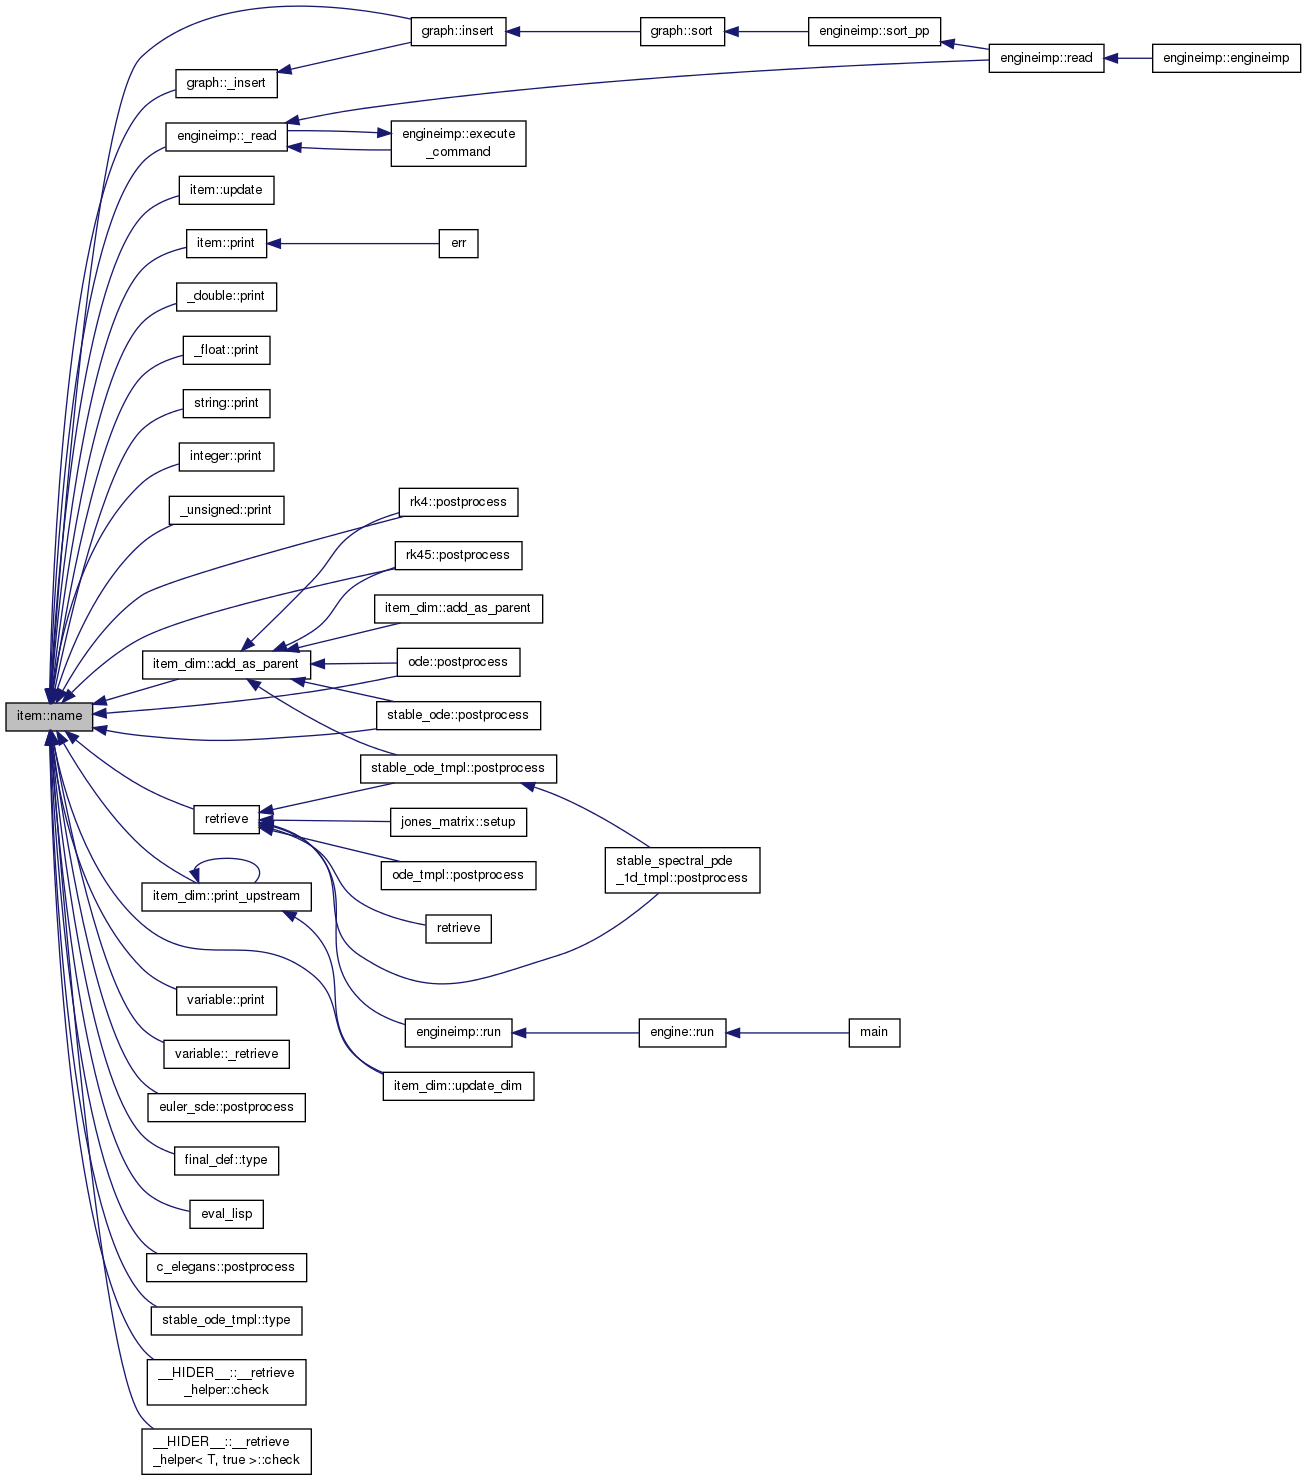 graph::insert
graph::sort
engineimp::sort_pp
engineimp::read
engineimp::engineimp
graph::_insert
engineimp::_read
engineimp::execute
_command
item::update
item::print
err
_double::print
_float::print
string::print
integer::print
_unsigned::print
rk4::postprocess
rk45::postprocess
item_dim::add_as_parent
item_dim::add_as_parent
ode::postprocess
item::name
stable_ode::postprocess
stable_ode_tmpl::postprocess
retrieve
jones_matrix::setup
stable_spectral_pde
_1d_tmpl::postprocess
ode_tmpl::postprocess
item_dim::print_upstream
retrieve
variable::print
engineimp::run
engine::run
main
variable::_retrieve
item_dim::update_dim
euler_sde::postprocess
final_def::type
eval_lisp
c_elegans::postprocess
stable_ode_tmpl::type
__HIDER__::__retrieve
_helper::check
__HIDER__::__retrieve
_helper< T, true >::check